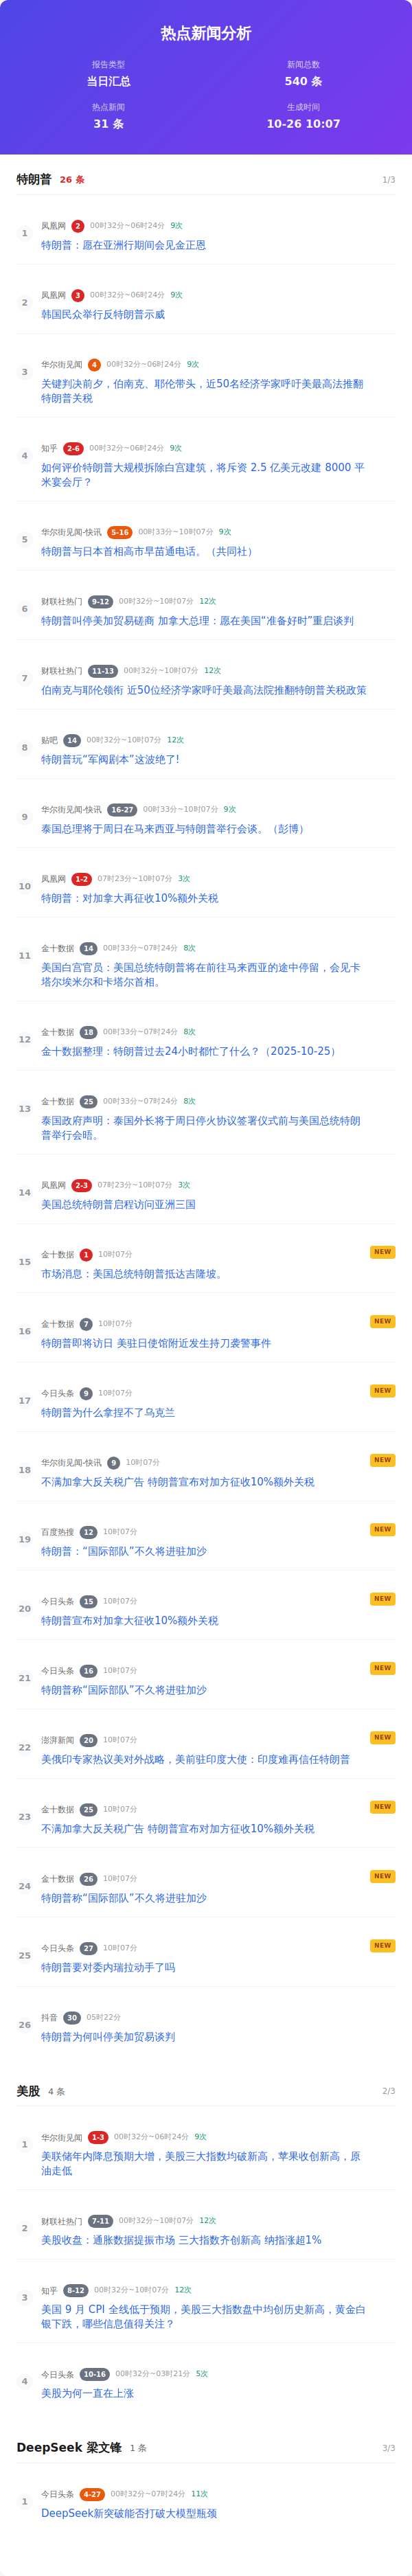 热点新闻分析
报告类型
当日汇总
新闻总数
540 条
热点新闻
31 条
生成时间
10-26 10:07
特朗普 26 条 1/3
1 凤凰网 2 00时32分~06时24分 9次
特朗普：愿在亚洲行期间会见金正恩
2 凤凰网 3 00时32分~06时24分 9次
韩国民众举行反特朗普示威
3 华尔街见闻 4 00时32分~06时24分 9次
关键判决前夕，伯南克、耶伦带头，近50名经济学家呼吁美最高法推翻
特朗普关税
4 知乎 2-6 00时32分~06时24分 9次
如何评价特朗普大规模拆除白宫建筑，将斥资 2.5 亿美元改建 8000 平
米宴会厅？
5 华尔街见闻-快讯 5-16 00时33分~10时07分 9次
特朗普与日本首相高市早苗通电话。（共同社）
6 财联社热门 9-12 00时32分~10时07分 12次
特朗普叫停美加贸易磋商 加拿大总理：愿在美国“准备好时”重启谈判
7 财联社热门 11-13 00时32分~10时07分 12次
伯南克与耶伦领衔 近50位经济学家呼吁美最高法院推翻特朗普关税政策
8 贴吧 14 00时32分~10时07分 12次
特朗普玩“军阀剧本”这波绝了!
9 华尔街见闻-快讯 16-27 00时33分~10时07分 9次
泰国总理将于周日在马来西亚与特朗普举行会谈。（彭博）
10 凤凰网 1-2 07时23分~10时07分 3次
特朗普：对加拿大再征收10%额外关税
11 金十数据 14 00时33分~07时24分 8次
美国白宫官员：美国总统特朗普将在前往马来西亚的途中停留，会见卡
塔尔埃米尔和卡塔尔首相。
12 金十数据 18 00时33分~07时24分 8次
金十数据整理：特朗普过去24小时都忙了什么？（2025-10-25）
13 金十数据 25 00时33分~07时24分 8次
泰国政府声明：泰国外长将于周日停火协议签署仪式前与美国总统特朗
普举行会晤。
14 凤凰网 2-3 07时23分~10时07分 3次
美国总统特朗普启程访问亚洲三国
15 金十数据 1 10时07分 NEW
市场消息：美国总统特朗普抵达吉隆坡。
16 金十数据 7 10时07分 NEW
特朗普即将访日 美驻日使馆附近发生持刀袭警事件
17 今日头条 9 10时07分 NEW
特朗普为什么拿捏不了乌克兰
18 华尔街见闻-快讯 9 10时07分 NEW
不满加拿大反关税广告 特朗普宣布对加方征收10%额外关税
19 百度热搜 12 10时07分 NEW
特朗普：“国际部队”不久将进驻加沙
20 今日头条 15 10时07分 NEW
特朗普宣布对加拿大征收10%额外关税
21 今日头条 16 10时07分 NEW
特朗普称“国际部队”不久将进驻加沙
22 澎湃新闻 20 10时07分 NEW
美俄印专家热议美对外战略，美前驻印度大使：印度难再信任特朗普
23 金十数据 25 10时07分 NEW
不满加拿大反关税广告 特朗普宣布对加方征收10%额外关税
24 金十数据 26 10时07分 NEW
特朗普称“国际部队”不久将进驻加沙
25 今日头条 27 10时07分 NEW
特朗普要对委内瑞拉动手了吗
26 抖音 30 05时22分
特朗普为何叫停美加贸易谈判
美股 4 条 2/3
1 华尔街见闻 1-3 00时32分~06时24分 9次
美联储年内降息预期大增，美股三大指数均破新高，苹果收创新高，原
油走低
2 财联社热门 7-11 00时32分~10时07分 12次
美股收盘：通胀数据提振市场 三大指数齐创新高 纳指涨超1%
3 知乎 8-12 00时32分~10时07分 12次
美国 9 月 CPI 全线低于预期，美股三大指数盘中均创历史新高，黄金白
银下跌，哪些信息值得关注？
4 今日头条 10-16 00时32分~03时21分 5次
美股为何一直在上涨
DeepSeek 梁文锋 1 条 3/3
1 今日头条 4-27 00时32分~07时24分 11次
DeepSeek新突破能否打破大模型瓶颈